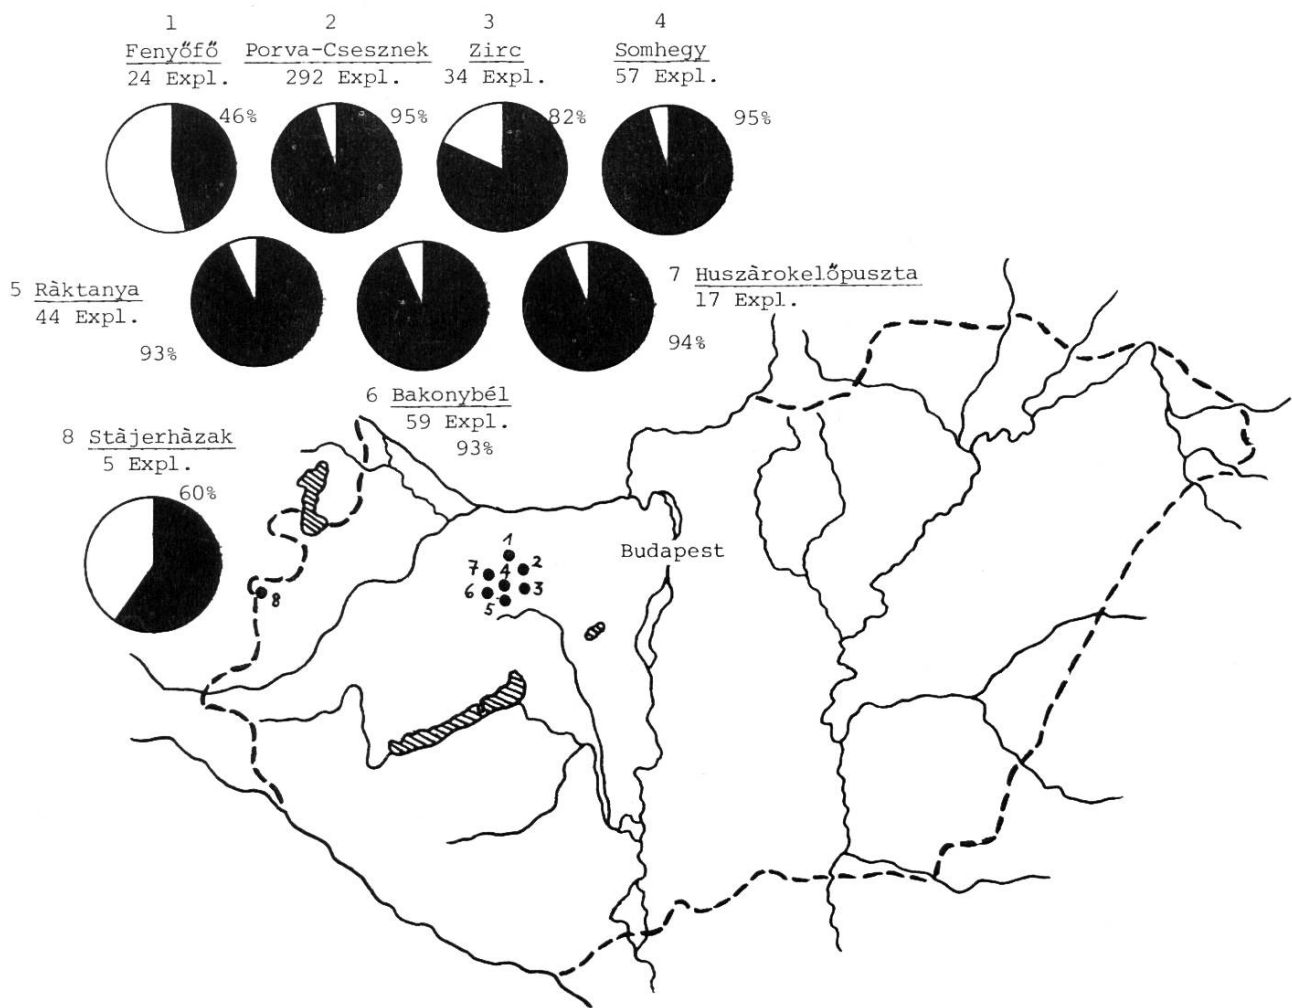 1
Fenyőfő
24 Expl.
46%
2
Porva-Csesznek
292 Expl.
95%
3
Zirc
34 Expl.
82%
4
Somhegy
57 Expl.
95%
5 Ràktanya
44 Expl.
93%
6 Bakonybél
59 Expl.
93%
7 Huszàrokelőpuszta
17 Expl.
94%
8 Stàjerhàzak
5 Expl.
60%
Budapest
1
2
7
4
6
3
5
8